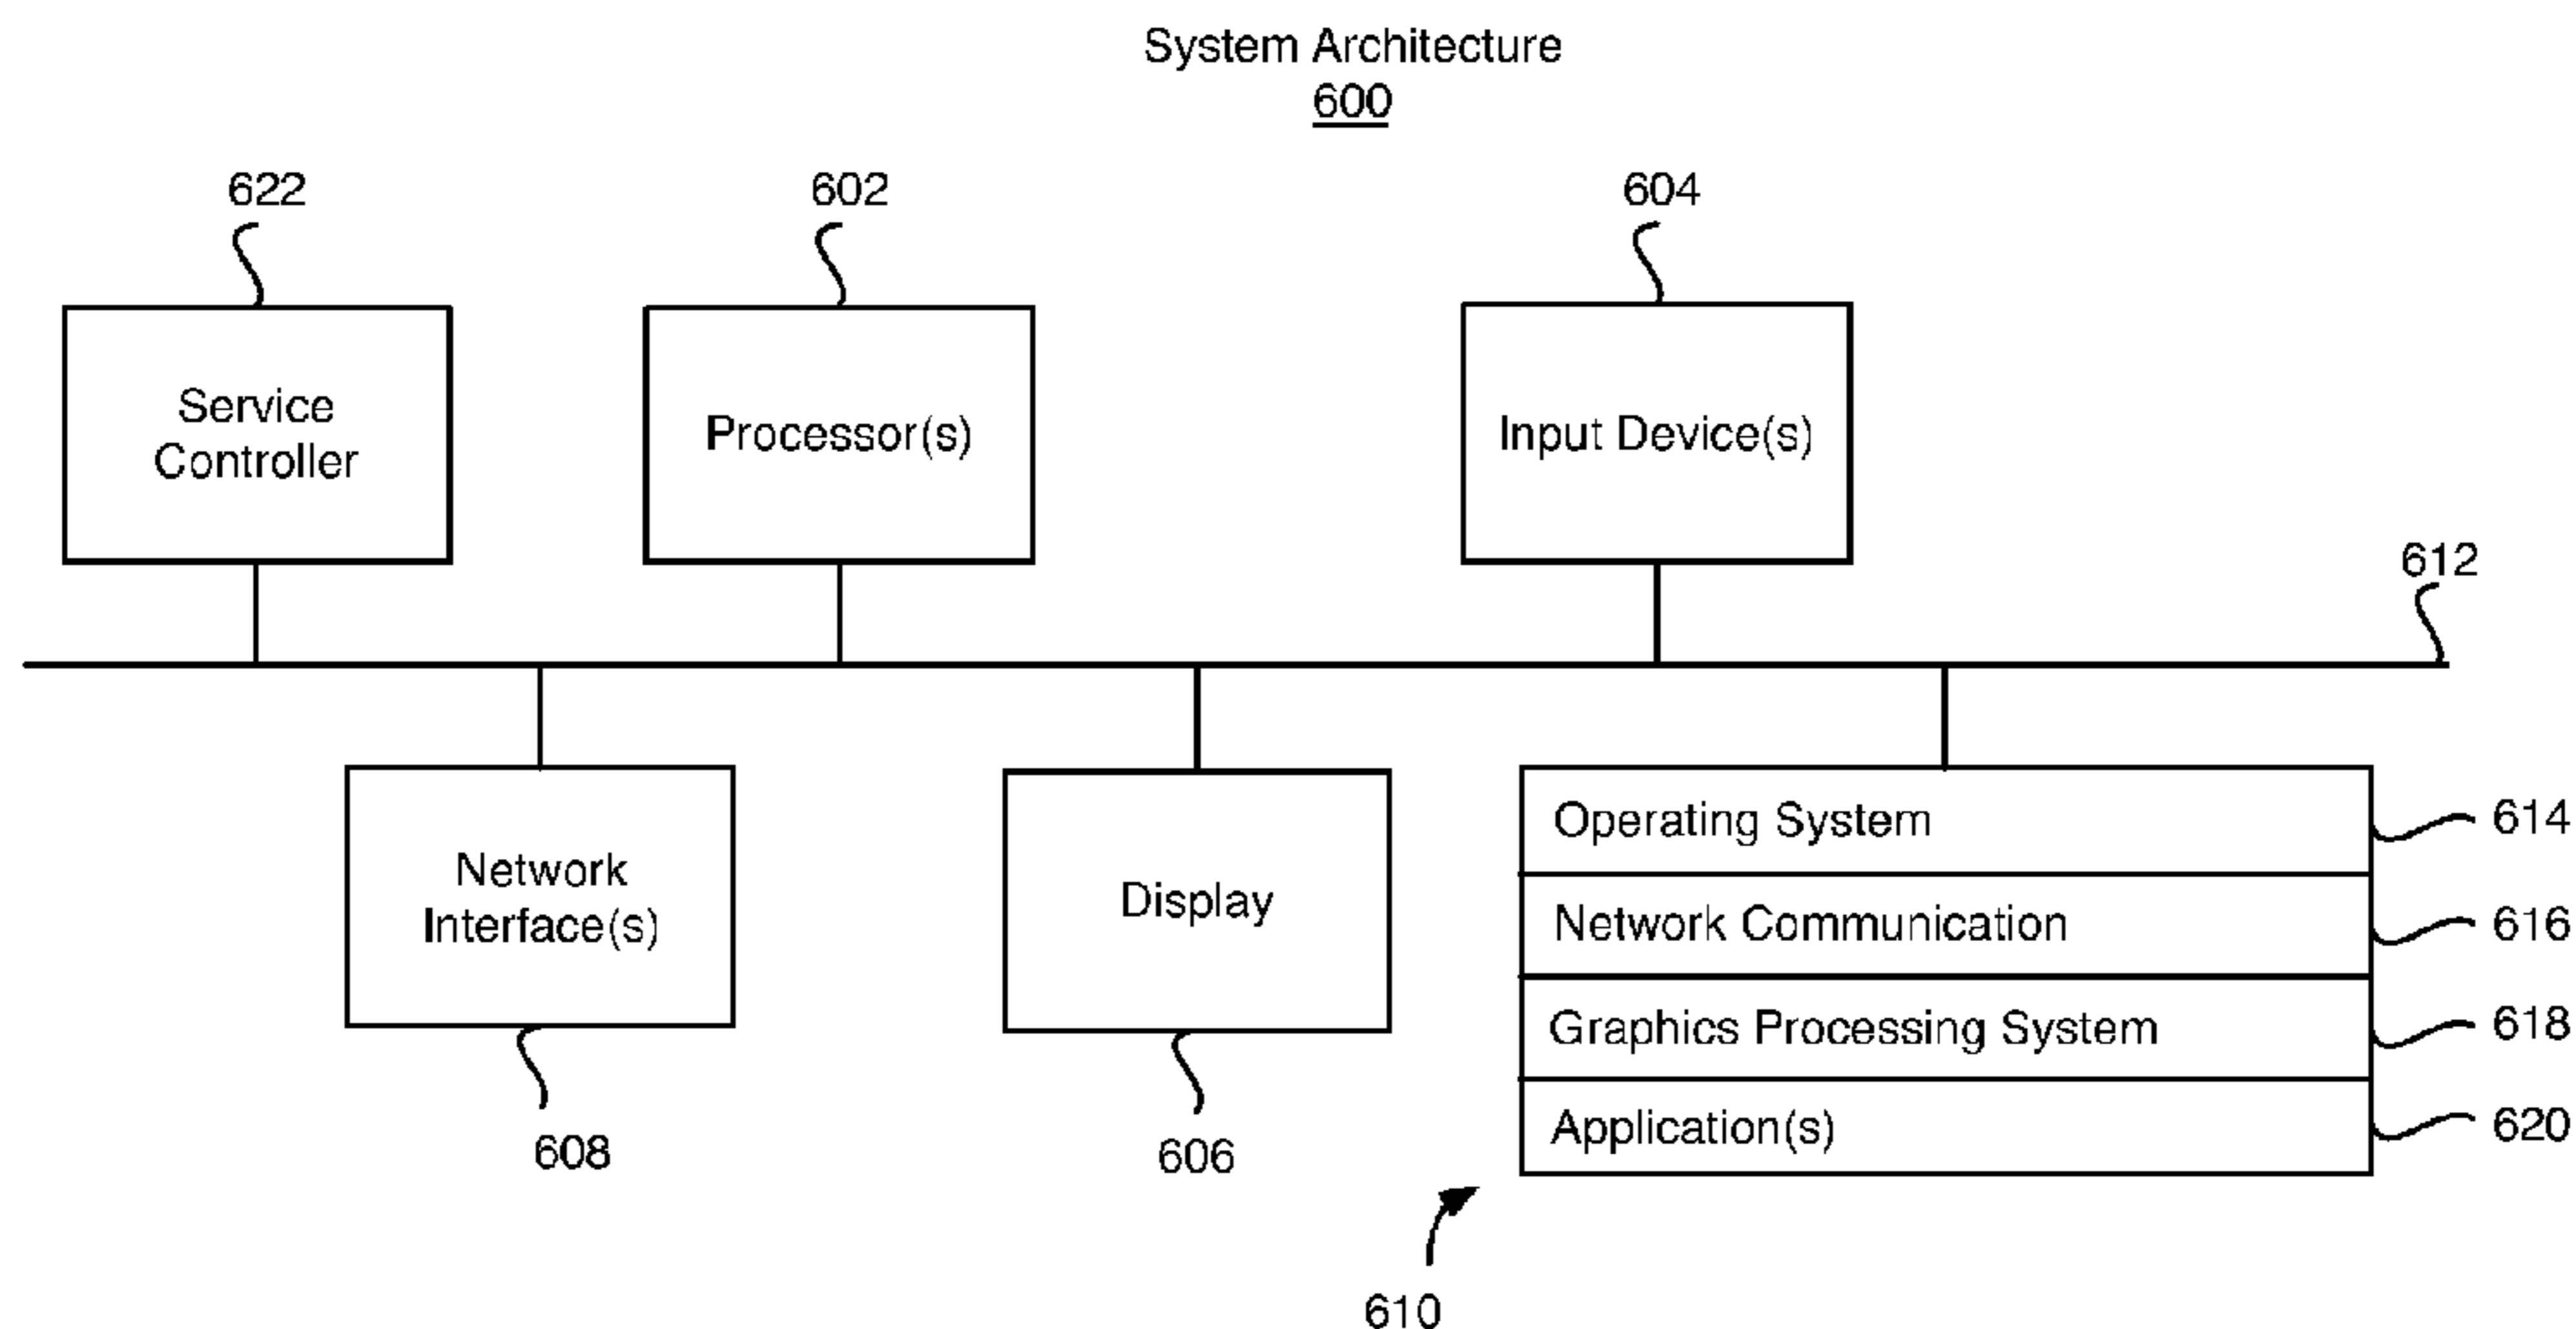 System Architecture
600
622
602
604
Service
Controller
Processor(s)
Input Device(s)
612
Network
Interface(s)
Display
Operating System
614
Network Communication
616
Graphics Processing System
618
Application(s)
620
608
606
610